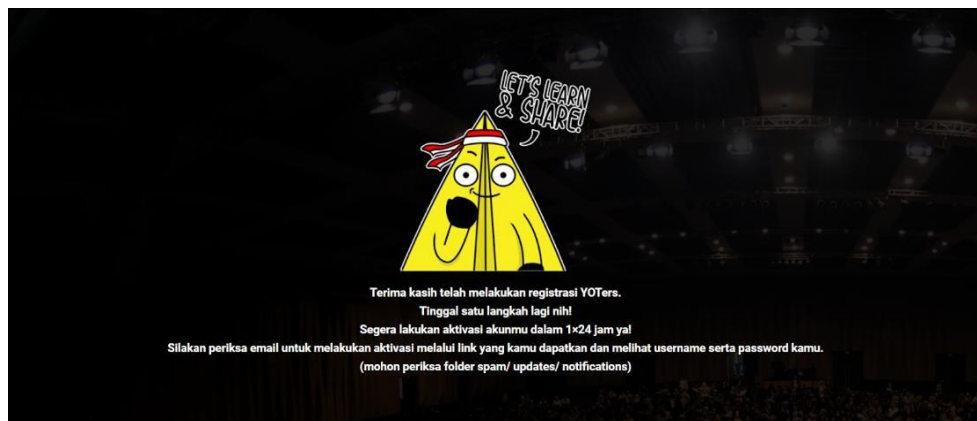 LET'S LEARN
& SHARE!
Terima kasih telah melakukan registrasi YOTers.
Tinggal satu langkah lagi nih!
Segera lakukan aktivasi akunmu dalam 1×24 jam ya!
Silakan periksa email untuk melakukan aktivasi melalui link yang kamu dapatkan dan melihat username serta password kamu.
(mohon periksa folder spam/ updates/ notifications)